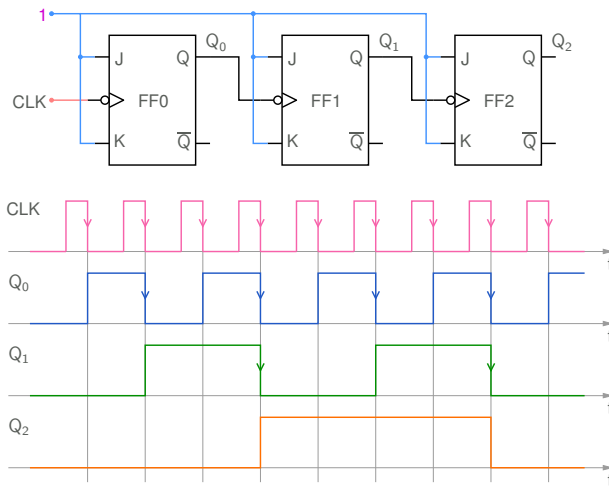 1
Q0 Q1 Q2
J Q J Q J Q
CLK FF0 FF1 FF2
K Q̅ K Q̅ K Q̅
CLK
t
Q0
t
Q1
t
Q2
t